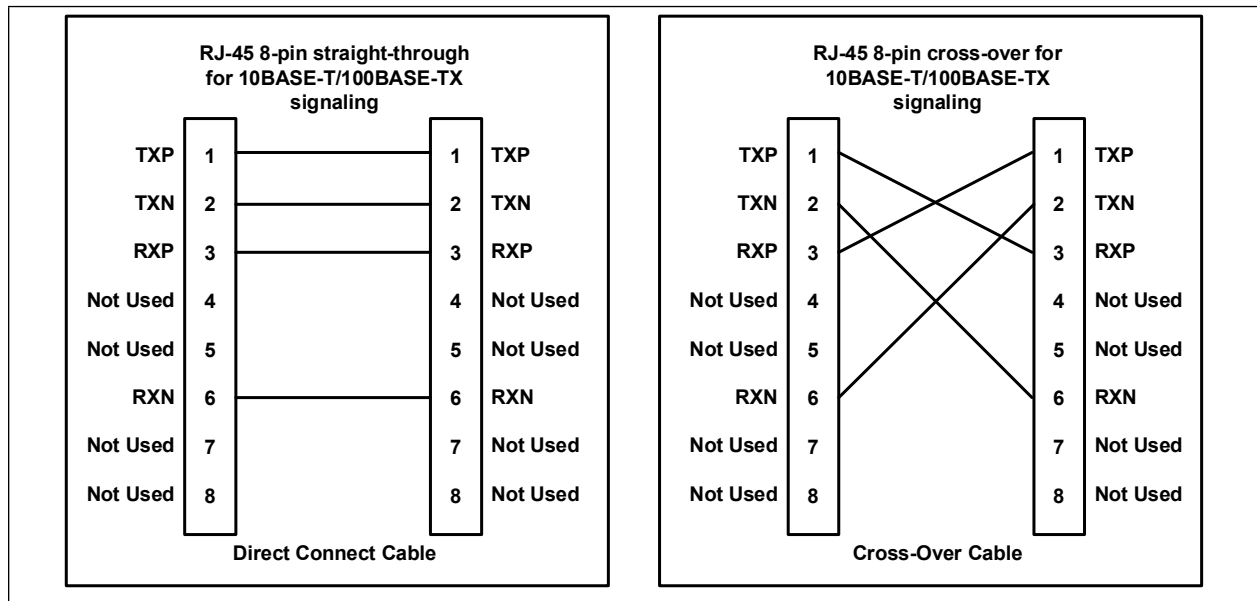 RJ-45 8-pin straight-through
for 10BASE-T/100BASE-TX
signaling
TXP 1 1 TXP
TXN 2 2 TXN
RXP 3 3 RXP
Not Used 4 4 Not Used
Not Used 5 5 Not Used
RXN 6 6 RXN
Not Used 7 7 Not Used
Not Used 8 8 Not Used
Direct Connect Cable
RJ-45 8-pin cross-over for
10BASE-T/100BASE-TX
signaling
TXP 1 1 TXP
TXN 2 2 TXN
RXP 3 3 RXP
Not Used 4 4 Not Used
Not Used 5 5 Not Used
RXN 6 6 RXN
Not Used 7 7 Not Used
Not Used 8 8 Not Used
Cross-Over Cable